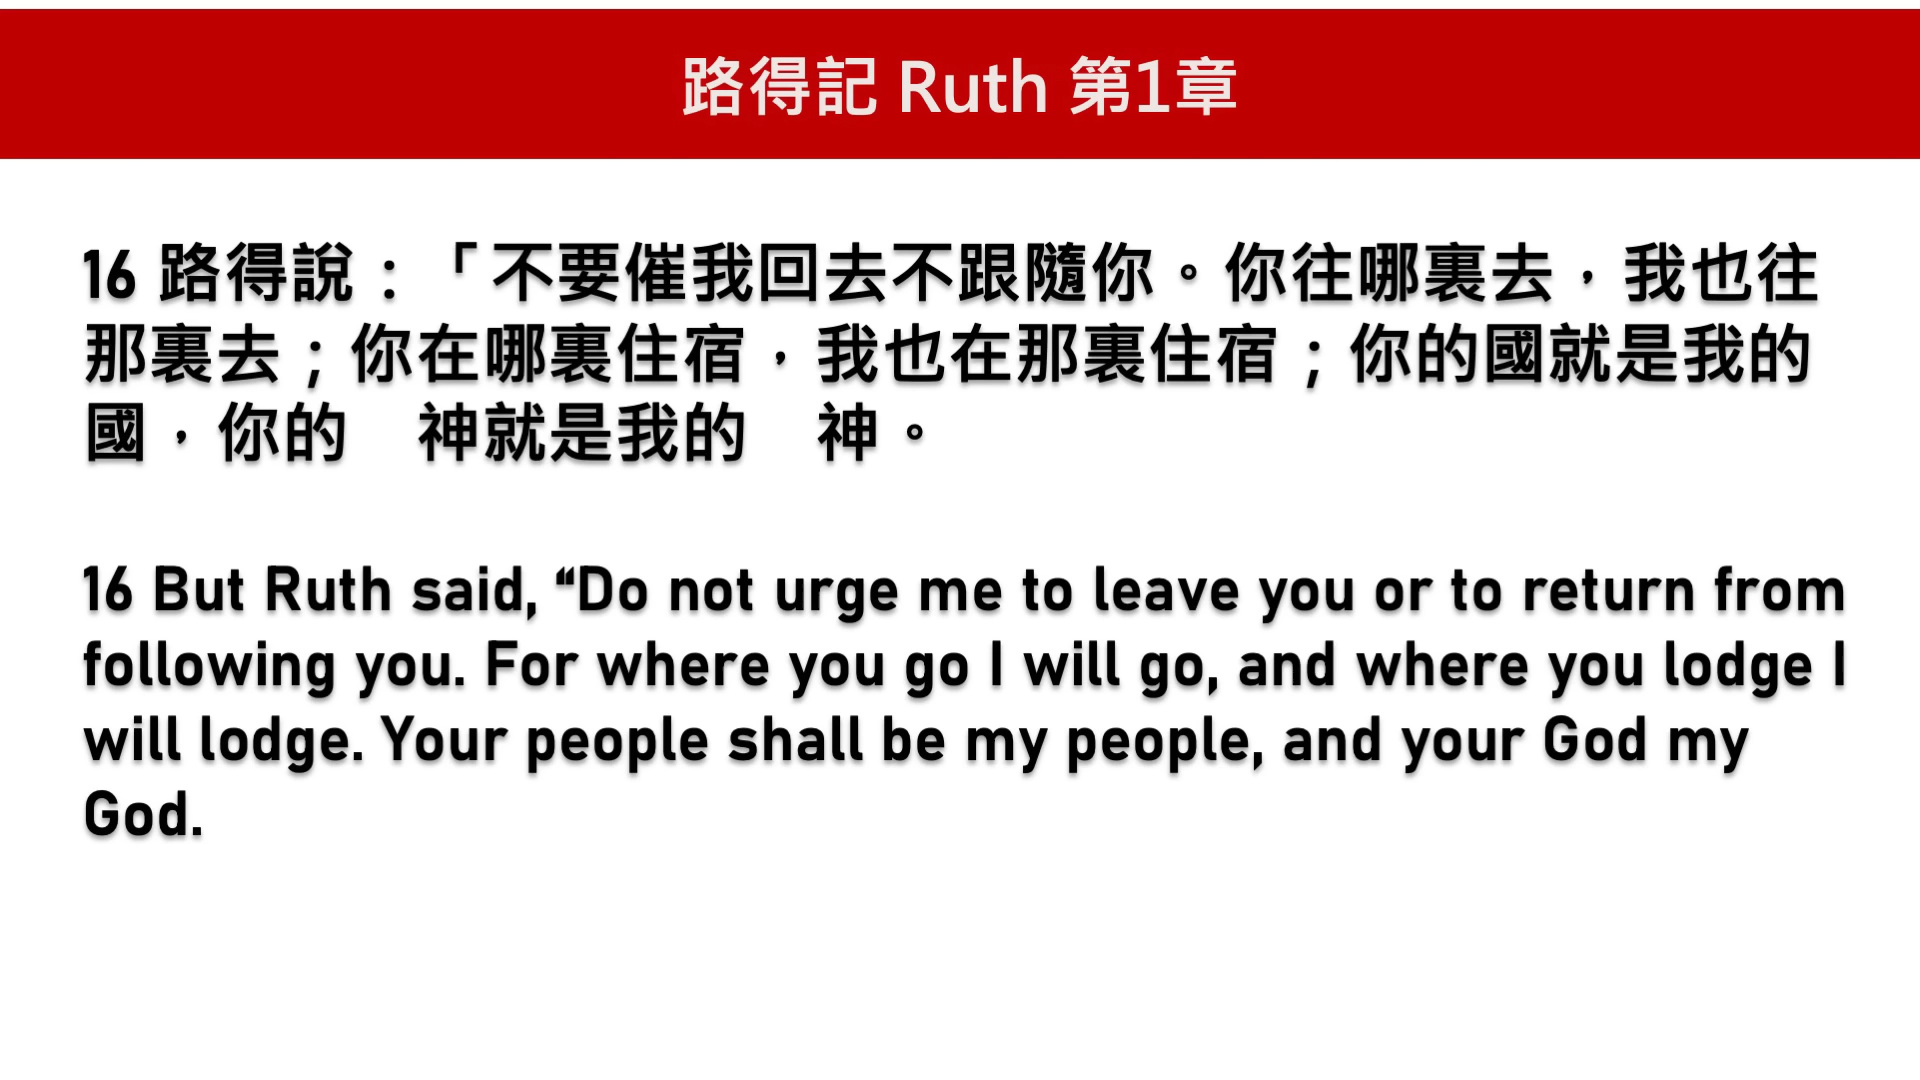 路得記 Ruth 第1章
16 路得說：「不要催我回去不跟隨你。你往哪裏去，我也往
那裏去；你在哪裏住宿，我也在那裏住宿；你的國就是我的
國，你的　神就是我的　神。
16 But Ruth said, “Do not urge me to leave you or to return from
following you. For where you go I will go, and where you lodge I
will lodge. Your people shall be my people, and your God my
God.